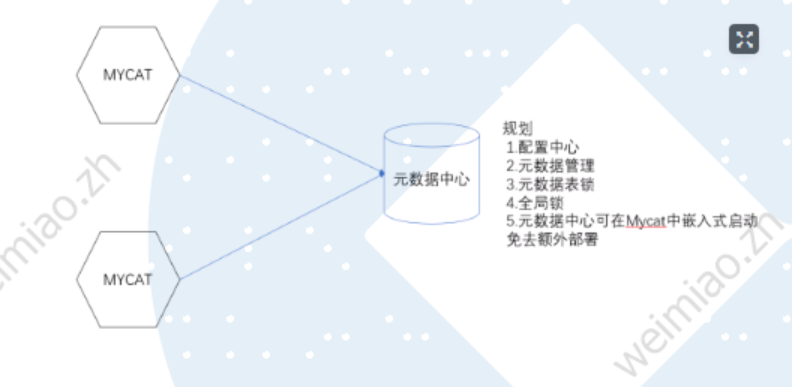 MYCAT
元数据中心
规划
1.配置中心
2.元数据管理
3.元数据表锁
4.全局锁
5.元数据中心可在Mycat中嵌入式启动
免去额外部署
MYCAT
eimiao.zh
weimiao.zh